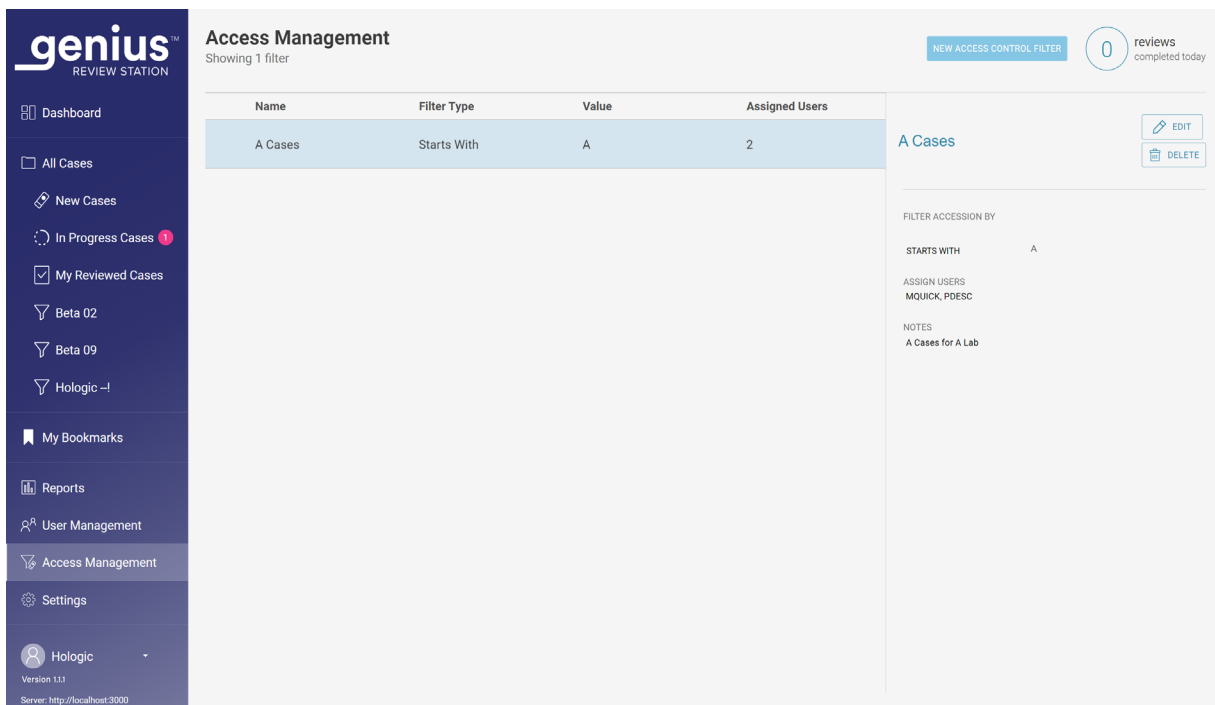 genius™
REVIEW STATION
Dashboard
All Cases
New Cases
In Progress Cases 1
My Reviewed Cases
Beta 02
Beta 09
Hologic --!
My Bookmarks
Reports
User Management
Access Management
Settings
Hologic
Version 1.1.1
Server: http://localhost:3000
Access Management
Showing 1 filter
NEW ACCESS CONTROL FILTER
0 reviews
completed today
Name Filter Type Value Assigned Users
A Cases Starts With A 2
A Cases
EDIT
DELETE
FILTER ACCESSION BY
STARTS WITH A
ASSIGN USERS
MQUICK, PDESC
NOTES
A Cases for A Lab